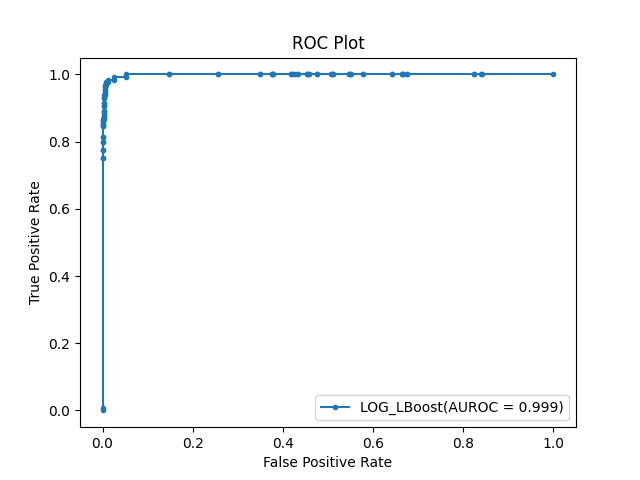 ROC Plot
1.0
0.8
0.6
0.4
0.2
0.0
True Positive Rate
LOG_LBoost(AUROC = 0.999)
0.0 0.2 0.4 0.6 0.8 1.0
False Positive Rate